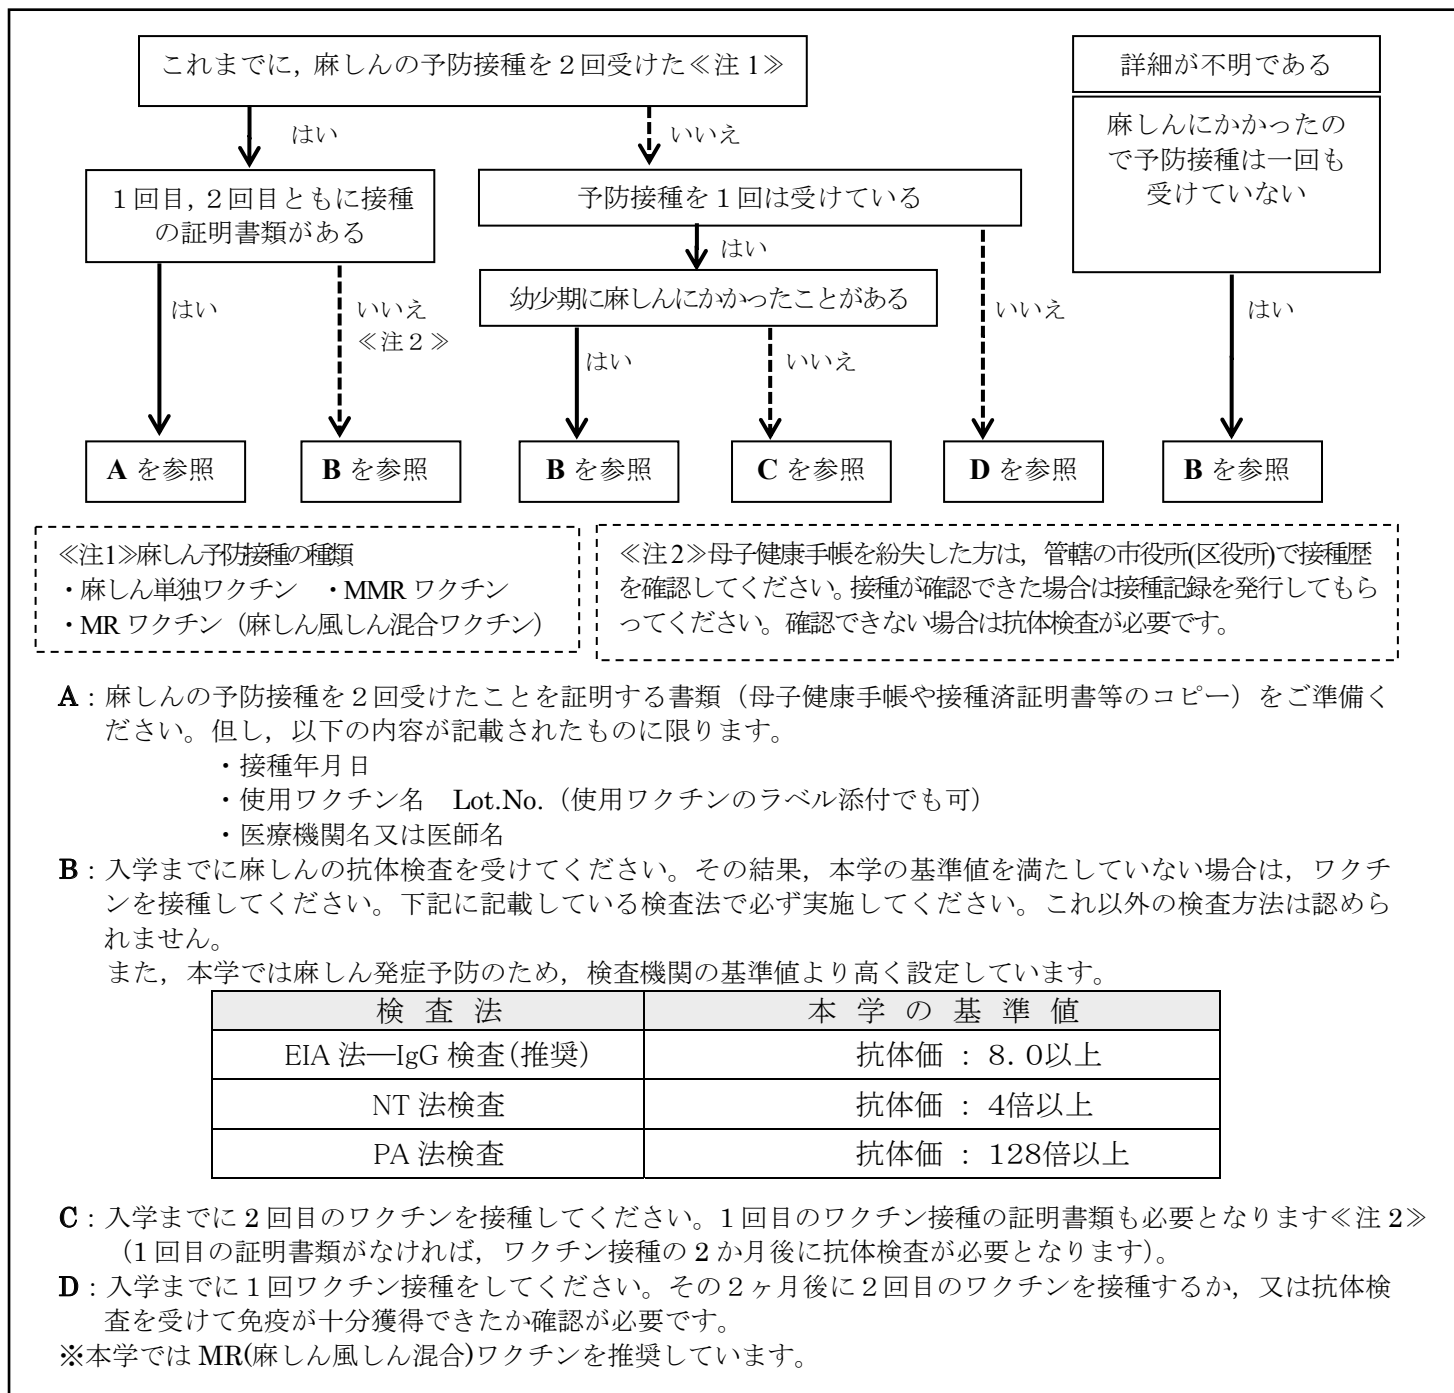 これまでに，麻しんの予防接種を２回受けた≪注 1≫
詳細が不明である
はい
いいえ
麻しんにかかったの
で予防接種は一回も
受けていない
１回目，２回目ともに接種
の証明書類がある
予防接種を１回は受けている
はい
幼少期に麻しんにかかったことがある
はい
いいえ
≪注２≫
はい
いいえ
いいえ
はい
A を参照
B を参照
B を参照
C を参照
D を参照
B を参照
≪注1≫麻しん予防接種の種類
・麻しん単独ワクチン　・MMR ワクチン
・MR ワクチン（麻しん風しん混合ワクチン）
≪注２≫母子健康手帳を紛失した方は，管轄の市役所(区役所)で接種歴
を確認してください。接種が確認できた場合は接種記録を発行してもら
ってください。確認できない場合は抗体検査が必要です。
A：麻しんの予防接種を２回受けたことを証明する書類（母子健康手帳や接種済証明書等のコピー）をご準備く
ださい。但し，以下の内容が記載されたものに限ります。
・接種年月日
・使用ワクチン名　Lot.No.（使用ワクチンのラベル添付でも可）
・医療機関名又は医師名
B：入学までに麻しんの抗体検査を受けてください。その結果，本学の基準値を満たしていない場合は，ワクチ
ンを接種してください。下記に記載している検査法で必ず実施してください。これ以外の検査方法は認めら
れません。
また，本学では麻しん発症予防のため，検査機関の基準値より高く設定しています。
検 査 法　本 学 の 基 準 値
EIA 法―IgG 検査(推奨)　抗体価 ： 8. 0以上
NT 法検査　抗体価 ： 4倍以上
PA 法検査　抗体価 ： 128倍以上
C：入学までに 2 回目のワクチンを接種してください。1 回目のワクチン接種の証明書類も必要となります≪注 2≫
（1 回目の証明書類がなければ，ワクチン接種の 2 か月後に抗体検査が必要となります)。
D：入学までに１回ワクチン接種をしてください。その２ヶ月後に２回目のワクチンを接種するか，又は抗体検
査を受けて免疫が十分獲得できたか確認が必要です。
※本学では MR(麻しん風しん混合)ワクチンを推奨しています。